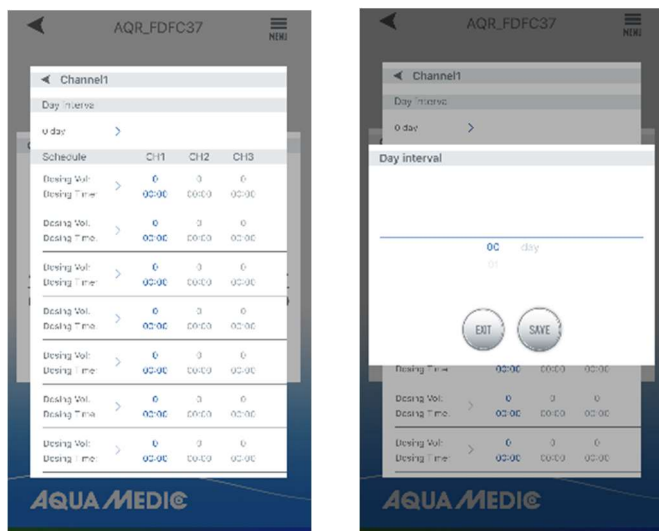 AQR_FDFC37
MENU
Channel1
Day Interval
0 day
Schedule CH1 CH2 CH3
Dosing Vol: 0 0 0
Dosing Time: 00:00 00:00 00:00
Dosing Vol: 0 0 0
Dosing Time: 00:00 00:00 00:00
Dosing Vol: 0 0 0
Dosing Time: 00:00 00:00 00:00
Dosing Vol: 0 0 0
Dosing Time: 00:00 00:00 00:00
Dosing Vol: 0 0 0
Dosing Time: 00:00 00:00 00:00
Dosing Vol: 0 0 0
Dosing Time: 00:00 00:00 00:00
Dosing Vol: 0 0 0
Dosing Time: 00:00 00:00 00:00
AQUA MEDIC
AQR_FDFC37
MENU
Channel1
Day Interval
0 day
Day interval
00 day
01
EXIT SAVE
Dosing Time: 00:00 00:00 00:00
Dosing Vol: 0 0 0
Dosing Time: 00:00 00:00 00:00
Dosing Vol: 0 0 0
Dosing Time: 00:00 00:00 00:00
AQUA MEDIC